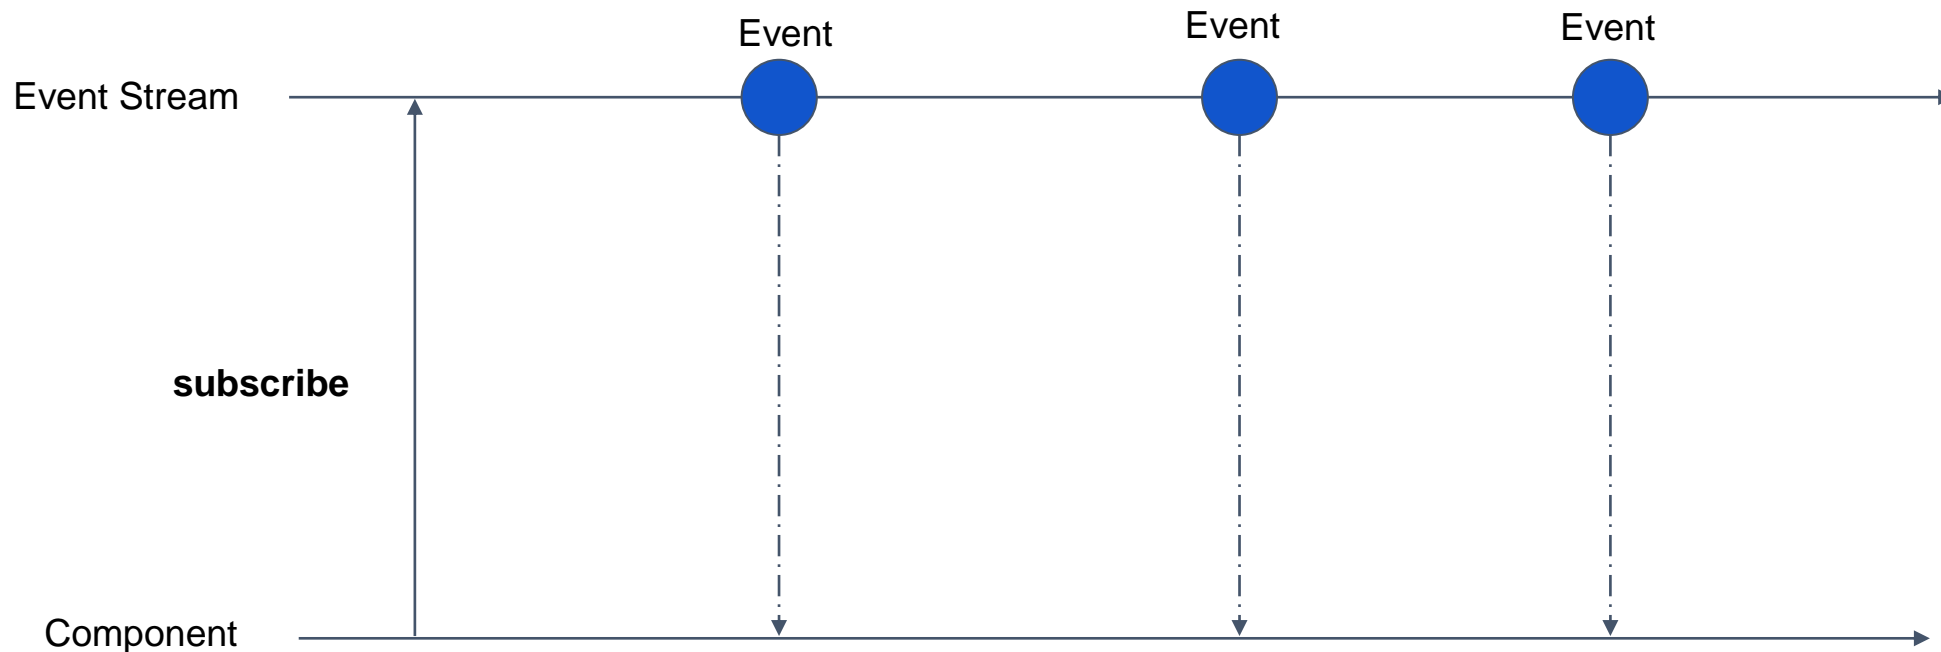 Event
Event
Event
Event Stream
subscribe
Component